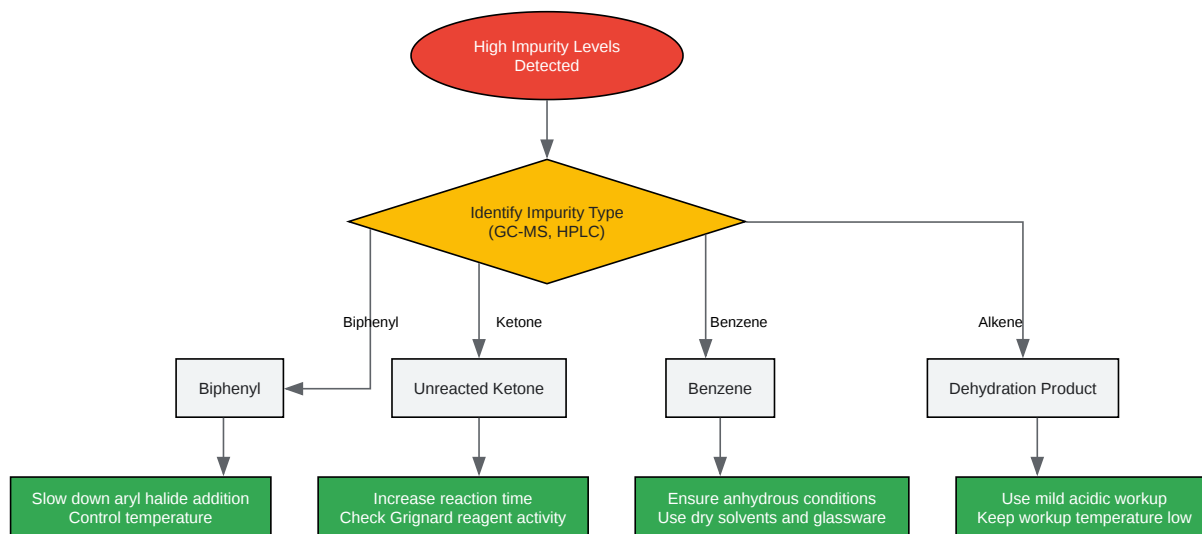 High Impurity Levels
Detected
Identify Impurity Type
(GC-MS, HPLC)
Biphenyl
Ketone
Benzene
Alkene
Biphenyl
Unreacted Ketone
Benzene
Dehydration Product
Slow down aryl halide addition
Control temperature
Increase reaction time
Check Grignard reagent activity
Ensure anhydrous conditions
Use dry solvents and glassware
Use mild acidic workup
Keep workup temperature low